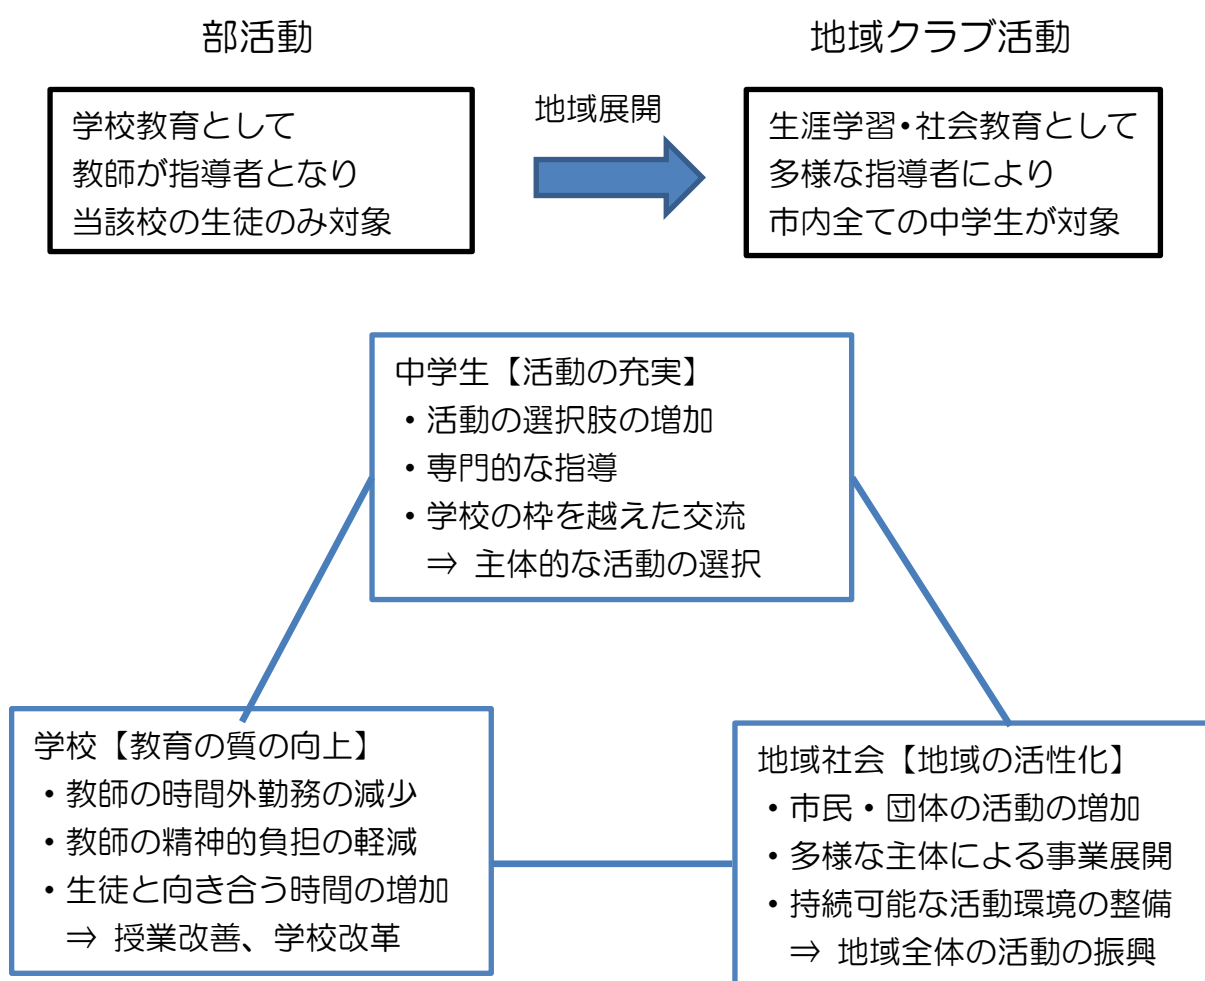 部活動
地域クラブ活動
学校教育として
教師が指導者となり
当該校の生徒のみ対象
地域展開
生涯学習・社会教育として
多様な指導者により
市内全ての中学生が対象
中学生【活動の充実】
・活動の選択肢の増加
・専門的な指導
・学校の枠を越えた交流
⇒ 主体的な活動の選択
学校【教育の質の向上】
・教師の時間外勤務の減少
・教師の精神的負担の軽減
・生徒と向き合う時間の増加
⇒ 授業改善、学校改革
地域社会【地域の活性化】
・市民・団体の活動の増加
・多様な主体による事業展開
・持続可能な活動環境の整備
⇒ 地域全体の活動の振興